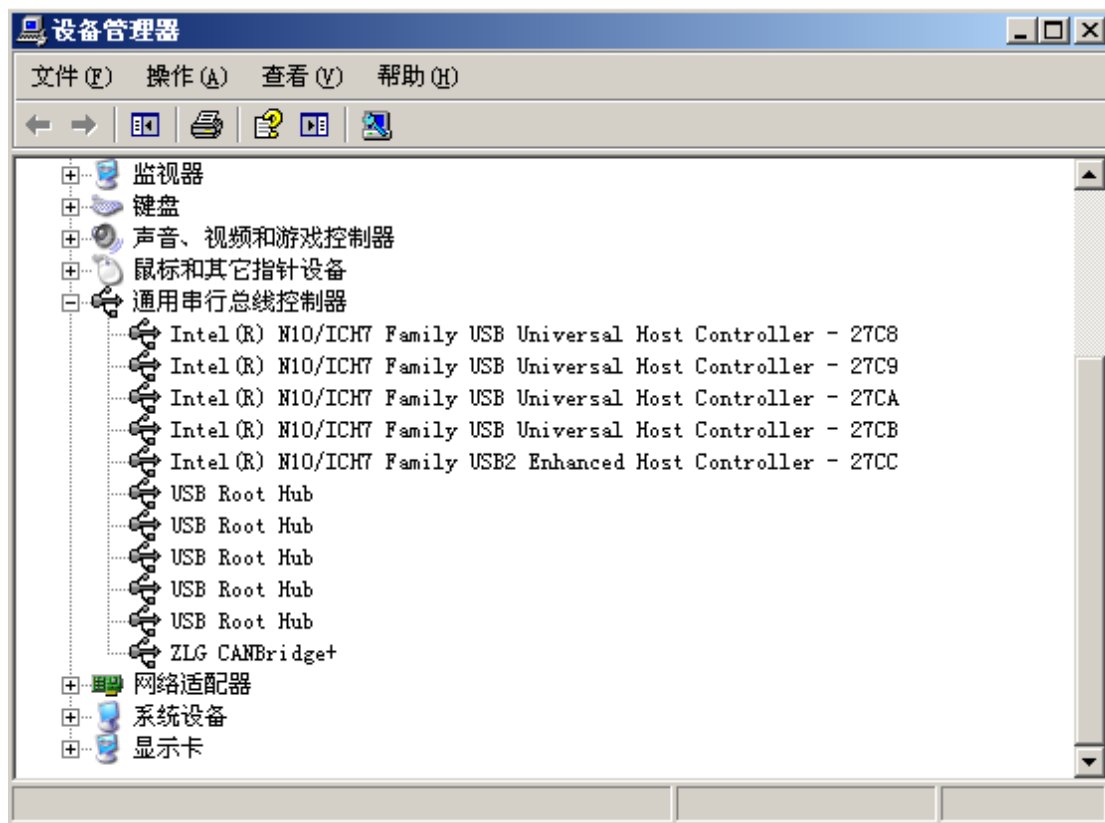 设备管理器
文件(F) 操作(A) 查看(V) 帮助(H)
监视器
键盘
声音、视频和游戏控制器
鼠标和其它指针设备
通用串行总线控制器
Intel(R) N10/ICH7 Family USB Universal Host Controller - 27C8
Intel(R) N10/ICH7 Family USB Universal Host Controller - 27C9
Intel(R) N10/ICH7 Family USB Universal Host Controller - 27CA
Intel(R) N10/ICH7 Family USB Universal Host Controller - 27CB
Intel(R) N10/ICH7 Family USB2 Enhanced Host Controller - 27CC
USB Root Hub
USB Root Hub
USB Root Hub
USB Root Hub
USB Root Hub
ZLG CANBridge+
网络适配器
系统设备
显示卡